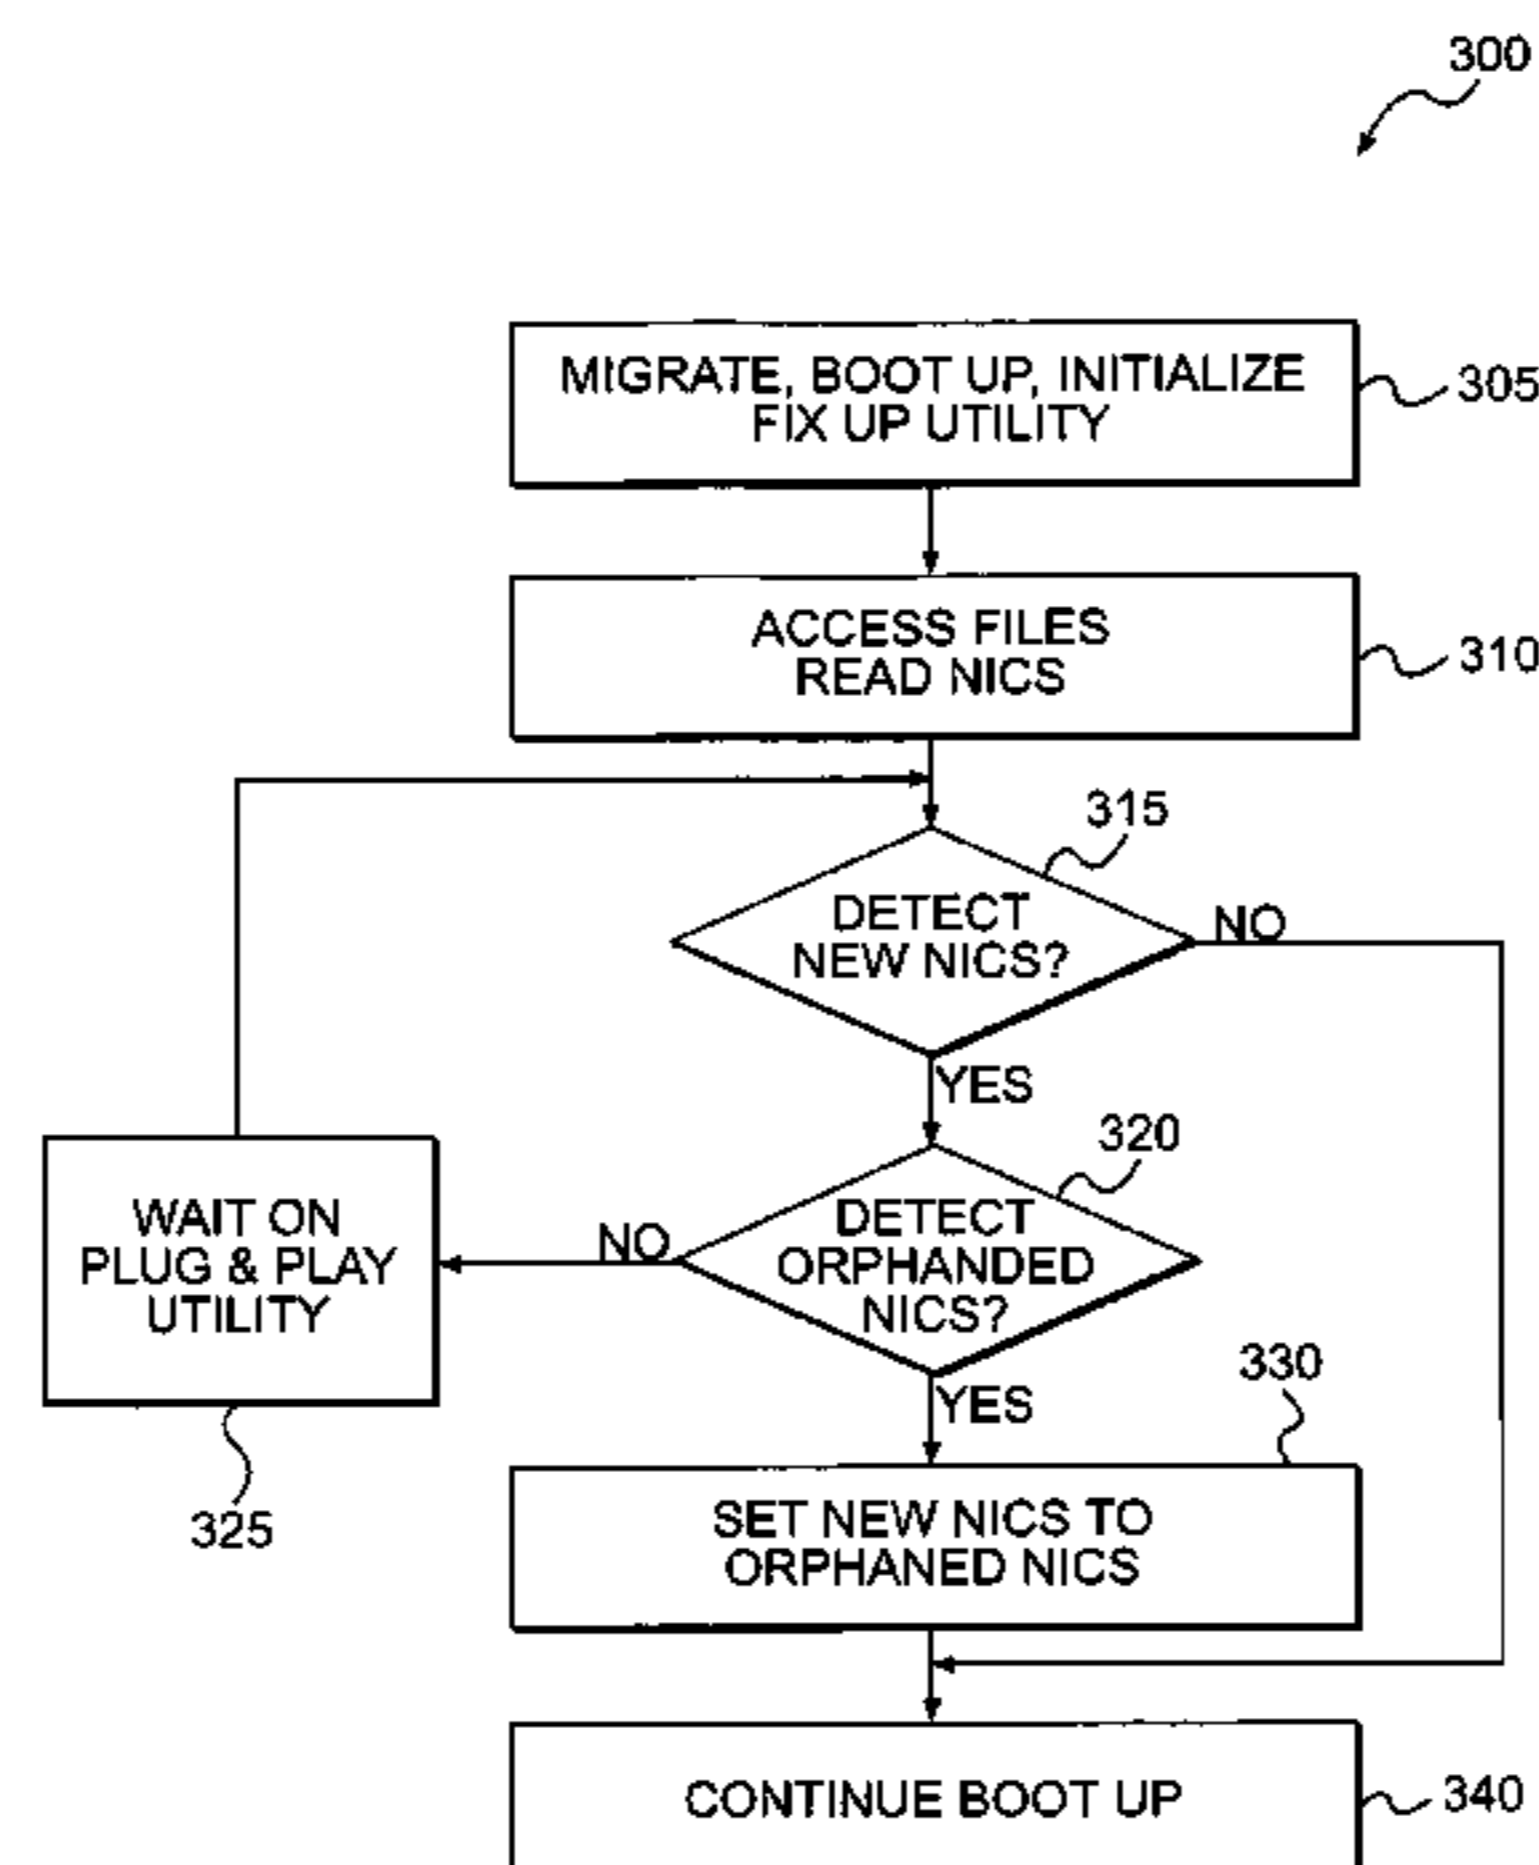 300
MIGRATE, BOOT UP, INITIALIZE
FIX UP UTILITY
305
ACCESS FILES
READ NICS
310
315
DETECT
NEW NICS?
NO
YES
320
DETECT
ORPHANDED
NICS?
NO
WAIT ON
PLUG & PLAY
UTILITY
325
YES
330
SET NEW NICS TO
ORPHANED NICS
CONTINUE BOOT UP
340